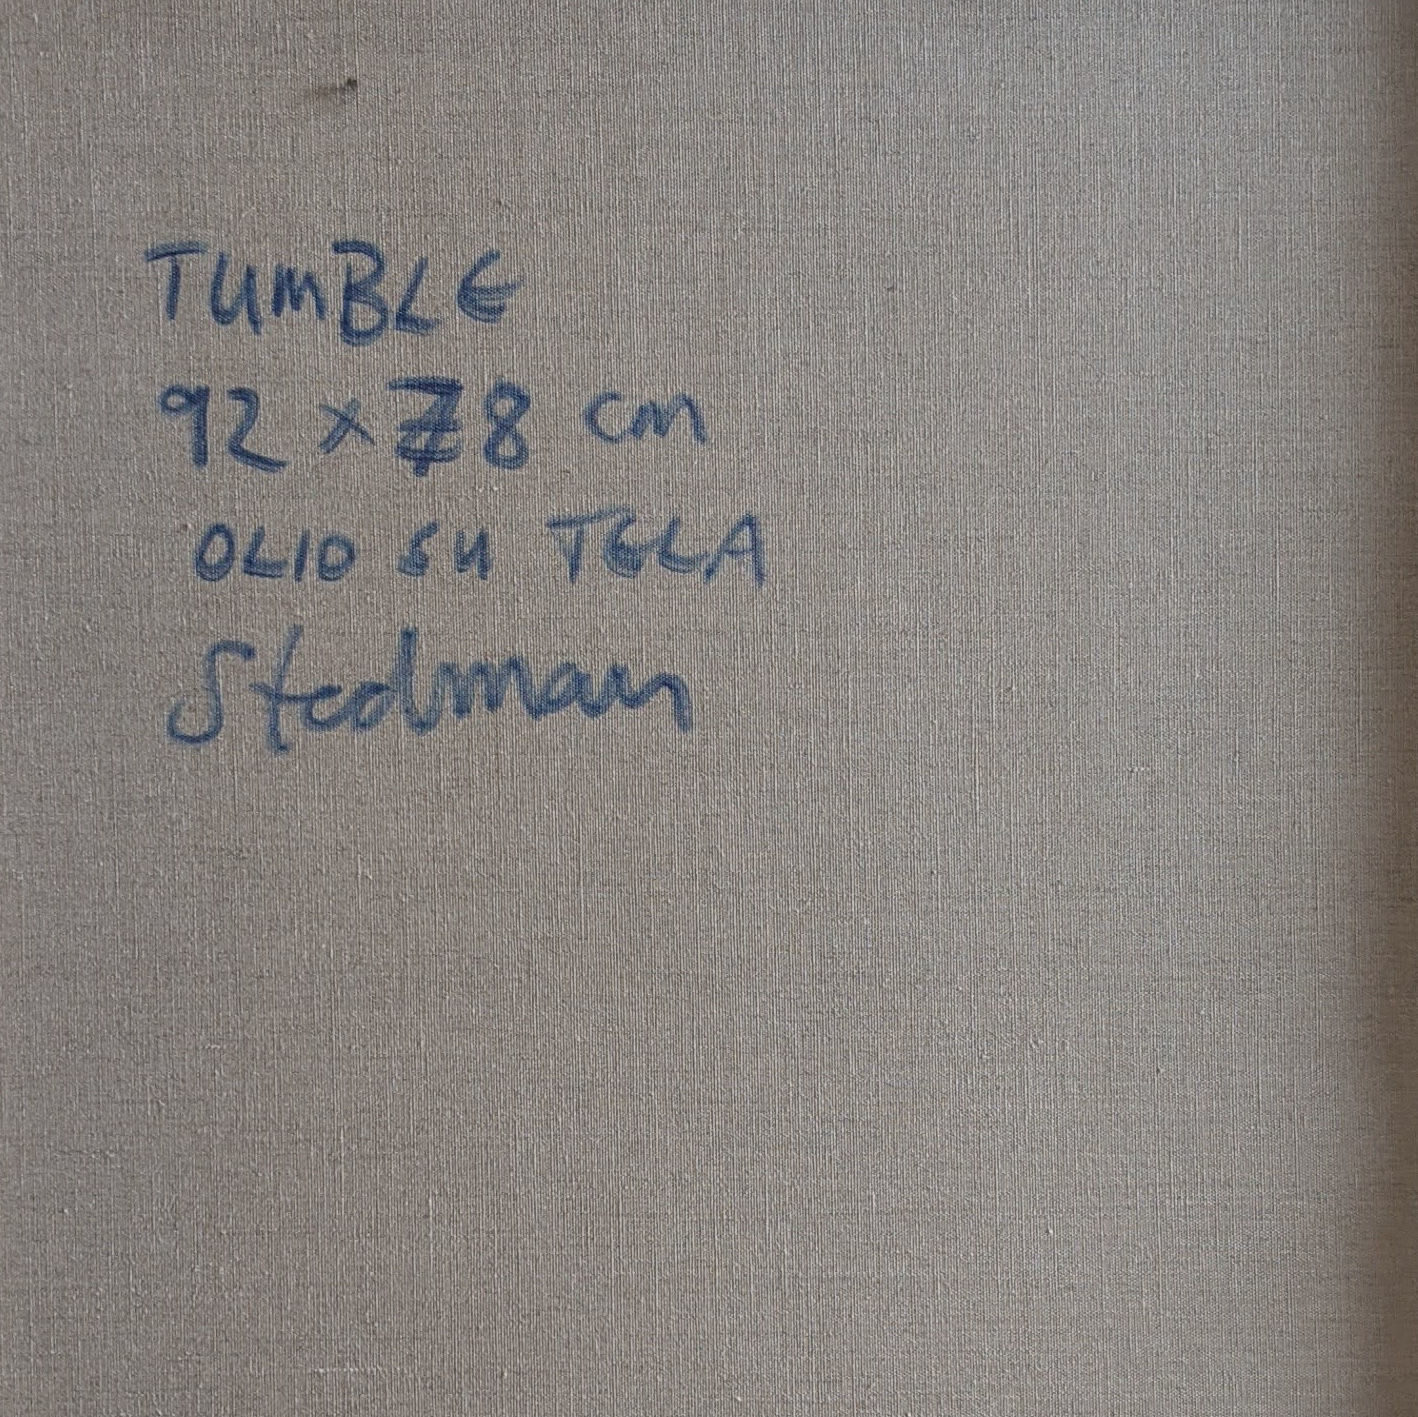 TUMBLE
92 x 78 cm
OLIO SU TELA
Stedman